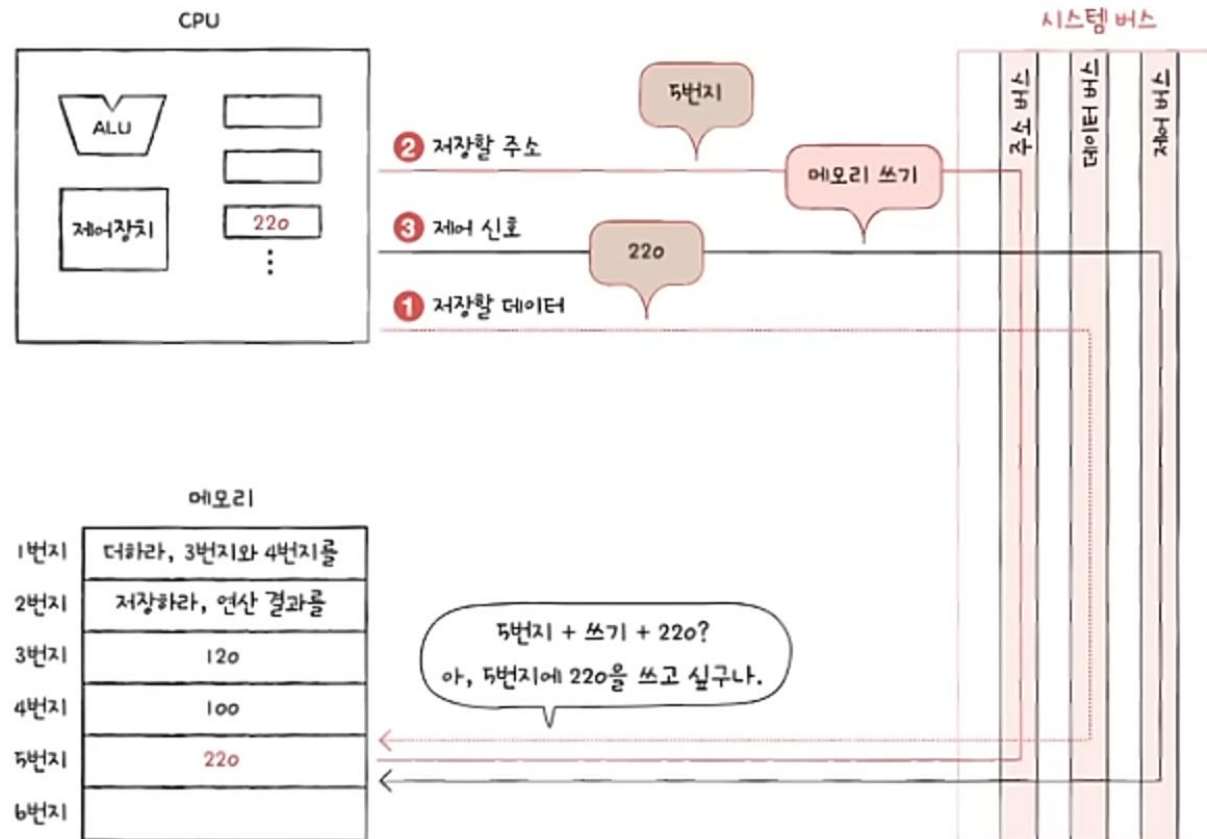 CPU
시스템 버스
ALU
제어장치
220
5번지
2 저장할 주소
메모리 쓰기
3 제어 신호
220
1 저장할 데이터
주소 버스
데이터 버스
제어 버스
메모리
1번지 더하라, 3번지와 4번지를
2번지 저장하라, 연산 결과를
3번지 120
4번지 100
5번지 220
6번지
5번지 + 쓰기 + 220?
아, 5번지에 220을 쓰고 싶구나.